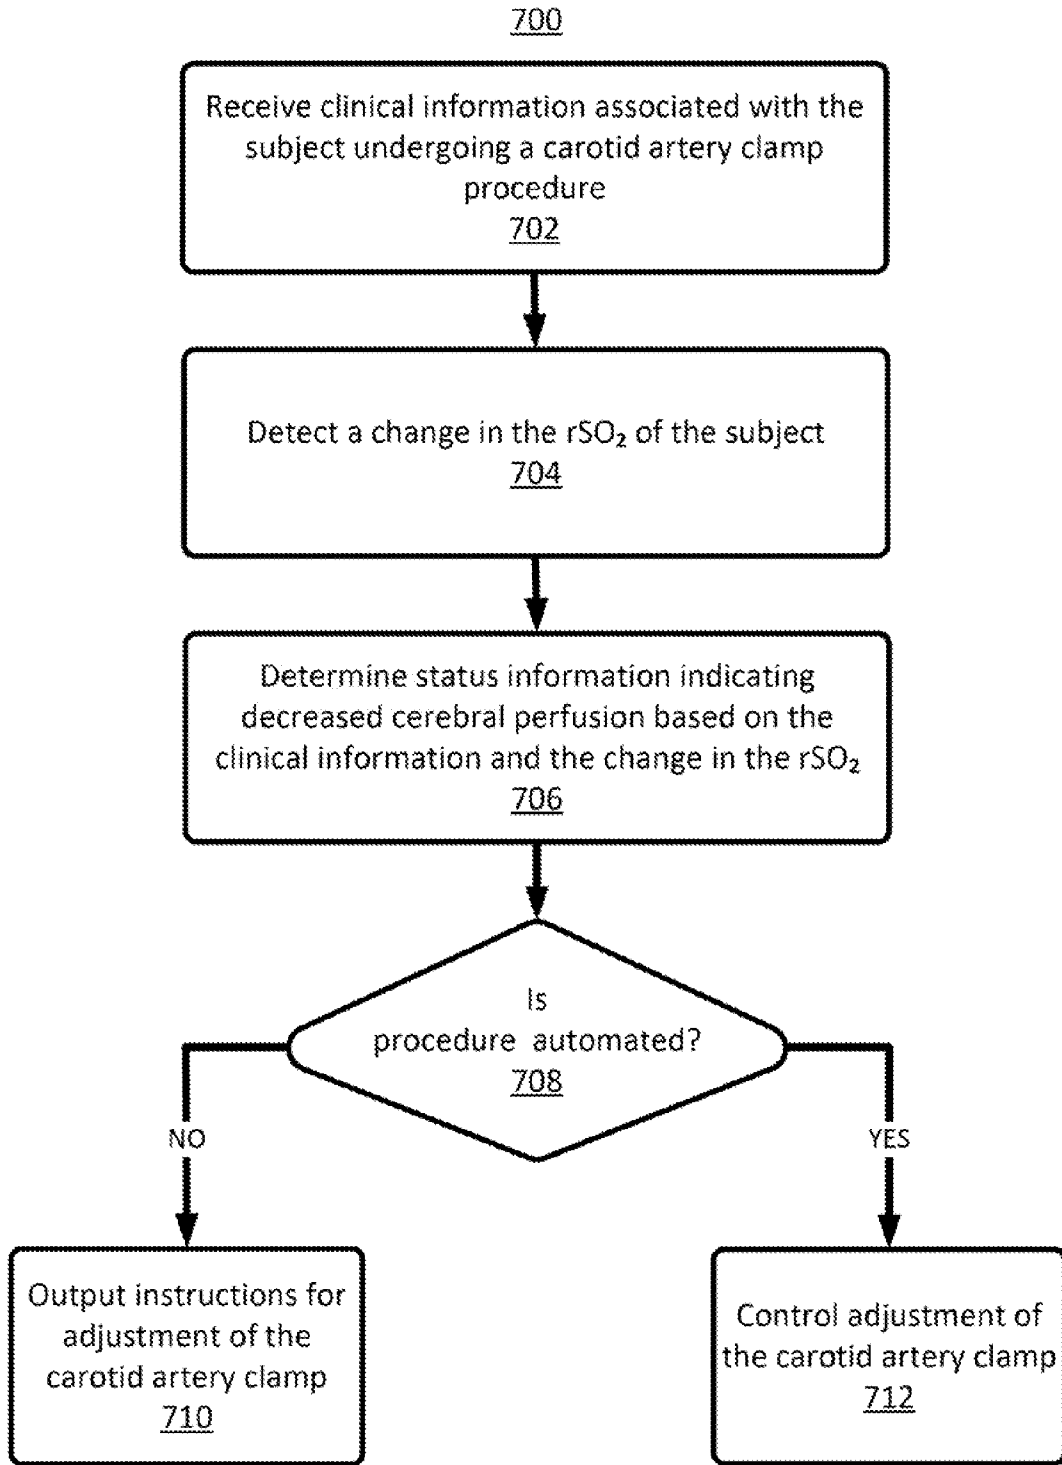 700
Receive clinical information associated with the
subject undergoing a carotid artery clamp
procedure
702
Detect a change in the rSO₂ of the subject
704
Determine status information indicating
decreased cerebral perfusion based on the
clinical information and the change in the rSO₂
706
Is
procedure automated?
708
NO
YES
Output instructions for
adjustment of the
carotid artery clamp
710
Control adjustment of
the carotid artery clamp
712